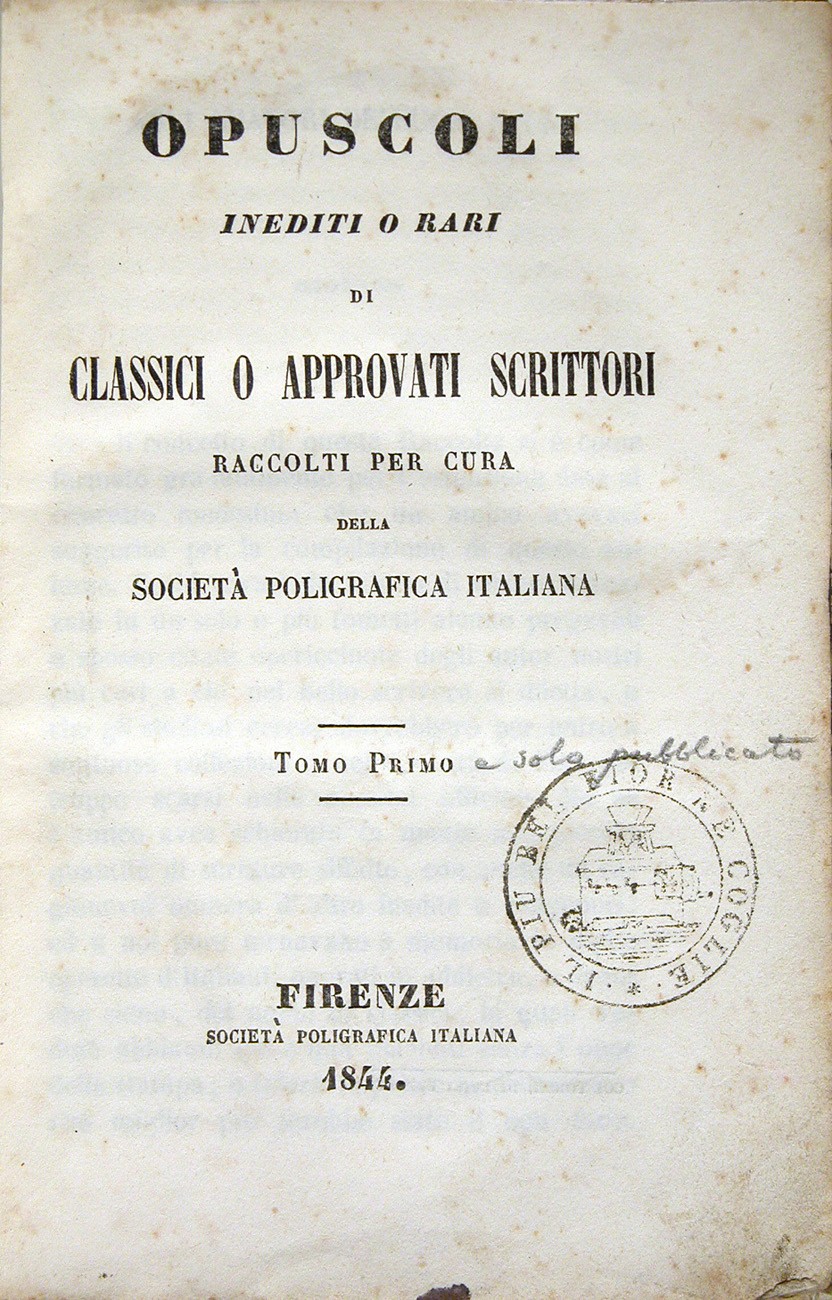 OPUSCOLI
INEDITI O RARI
DI
CLASSICI O APPROVATI SCRITTORI
RACCOLTI PER CURA
DELLA
SOCIETÀ POLIGRAFICA ITALIANA
TOMO PRIMO e solo pubblicato
IL PIU BEL FIOR NE COGLIE *
FIRENZE
SOCIETÀ POLIGRAFICA ITALIANA
1844.